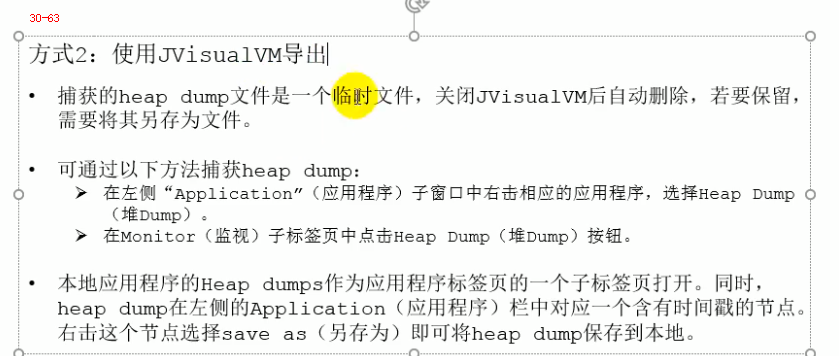 30-63
方式2：使用JVisualVM导出
• 捕获的heap dump文件是一个临时文件，关闭JVisualVM后自动删除，若要保留，
需要将其另存为文件。
• 可通过以下方法捕获heap dump：
➢ 在左侧“Application”（应用程序）子窗口中右击相应的应用程序，选择Heap Dump
（堆Dump）。
➢ 在Monitor（监视）子标签页中点击Heap Dump（堆Dump）按钮。
• 本地应用程序的Heap dumps作为应用程序标签页的一个子标签页打开。同时，
heap dump在左侧的Application（应用程序）栏中对应一个含有时间戳的节点。
右击这个节点选择save as（另存为）即可将heap dump保存到本地。